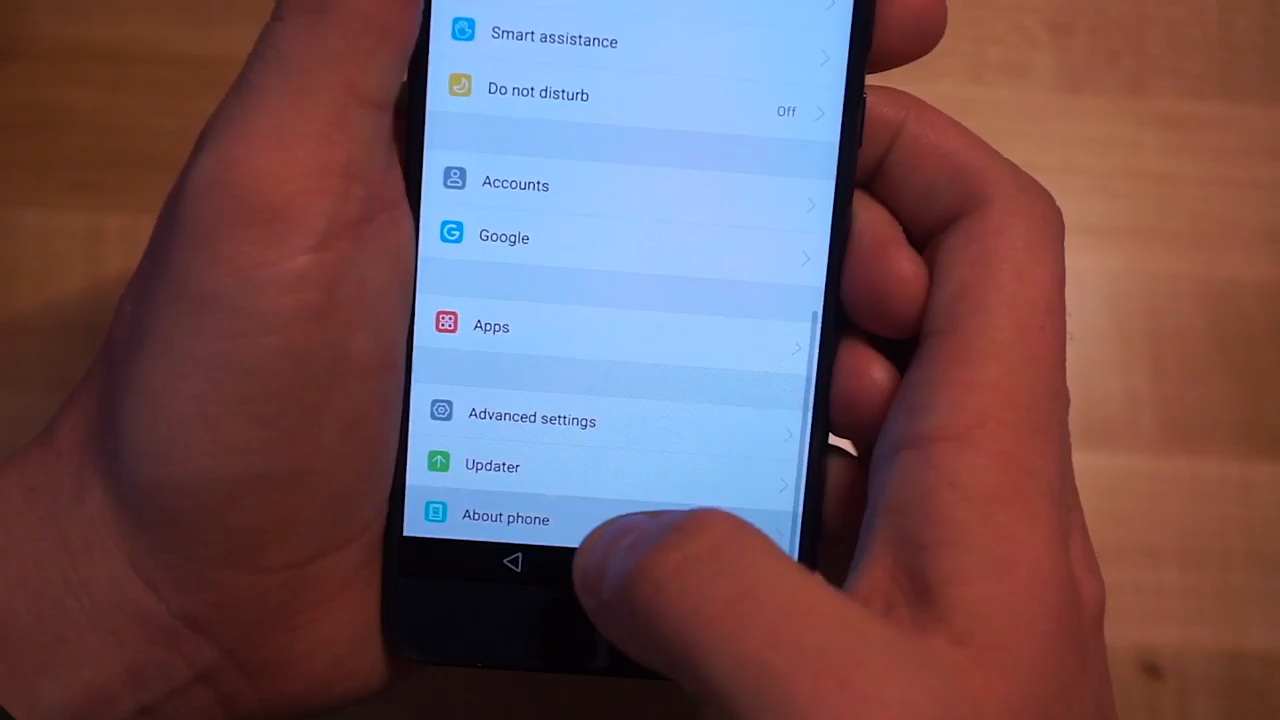 Smart assistance
Do not disturb
Off
Accounts
Google
Apps
Advanced settings
Updater
About phone